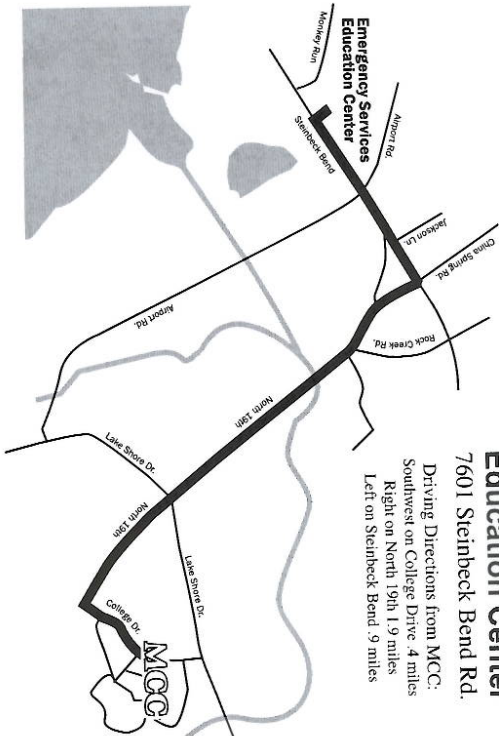 Education Center
7601 Steinbeck Bend Rd.
Driving Directions from MCC:
Southwest on College Drive .4 miles
Right on North 19th 1.9 miles
Left on Steinbeck Bend .9 miles
Emergency Services
Education Center
Monkey Run
Steinbeck Bend
Airport Rd.
Jackson Ln.
China Spring Rd.
Rock Creek Rd.
Airport Rd.
North 19th
Lake Shore Dr.
North 19th
Lake Shore Dr.
College Dr.
MCC